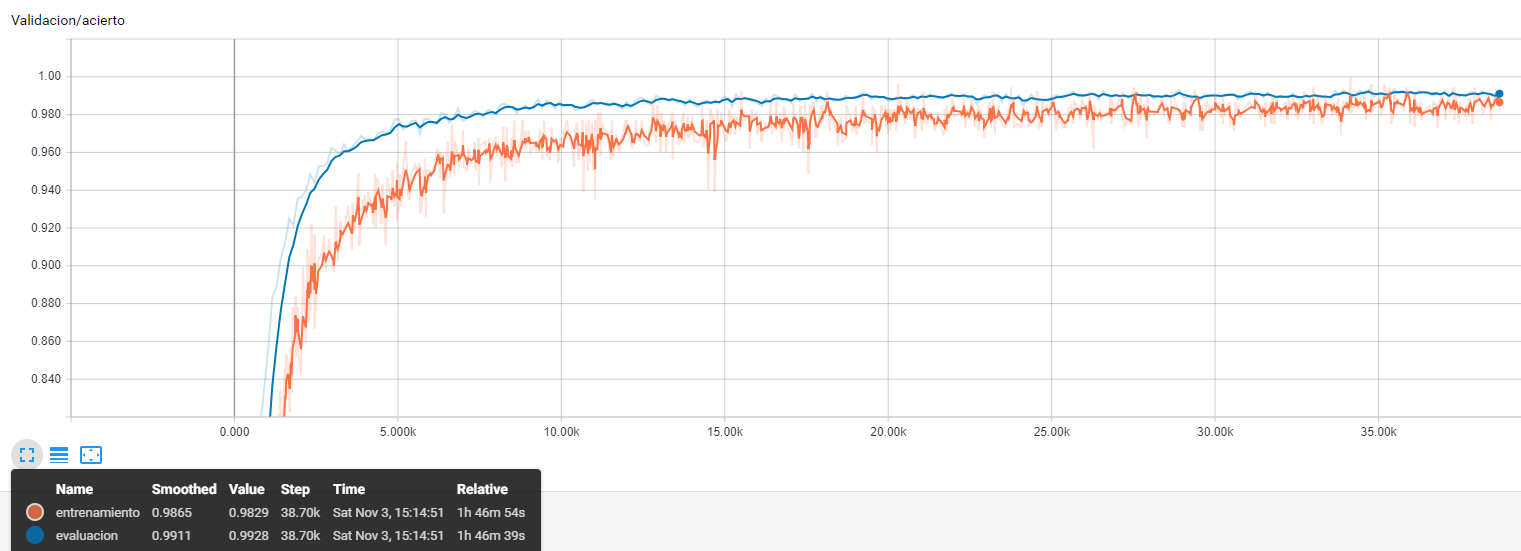 Validacion/acierto
1.00
0.980
0.960
0.940
0.920
0.900
0.880
0.860
0.840
0.000 5.000k 10.00k 15.00k 20.00k 25.00k 30.00k 35.00k
Name Smoothed Value Step Time Relative
entrenamiento 0.9865 0.9829 38.70k Sat Nov 3, 15:14:51 1h 46m 54s
evaluacion 0.9911 0.9928 38.70k Sat Nov 3, 15:14:51 1h 46m 39s